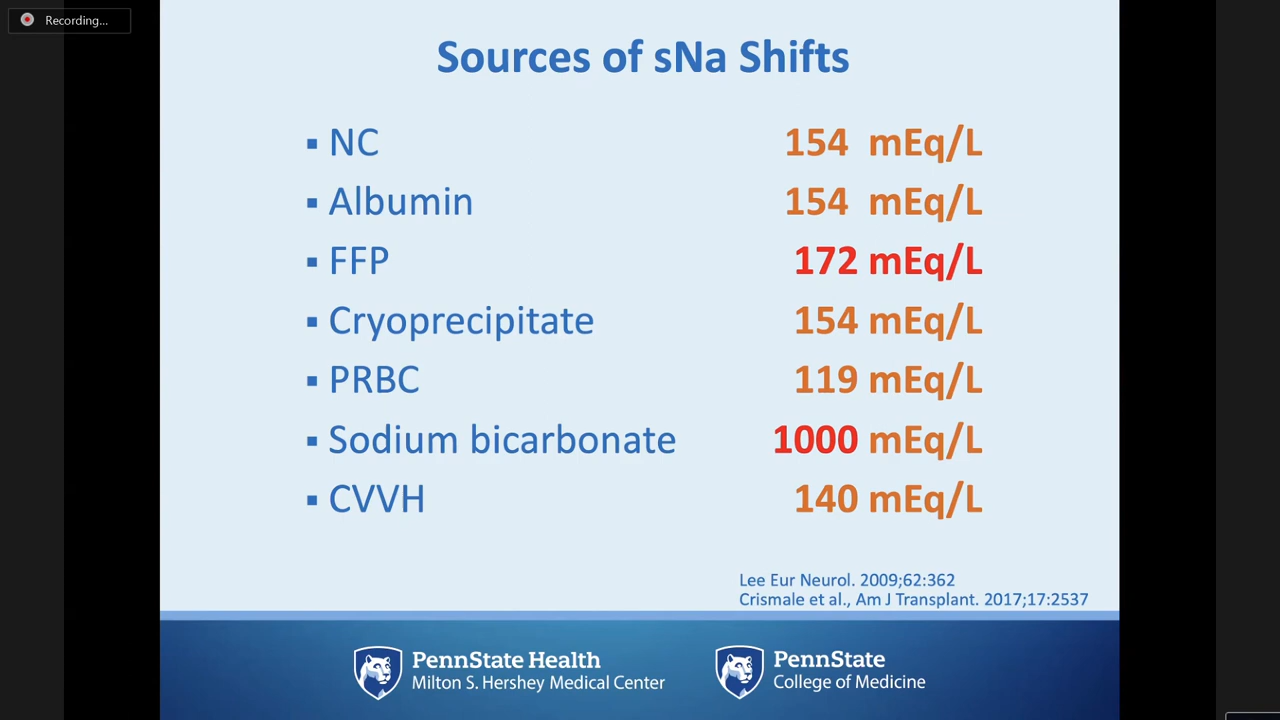 Recording...
Sources of sNa Shifts
▪ NC 154 mEq/L
▪ Albumin 154 mEq/L
▪ FFP 172 mEq/L
▪ Cryoprecipitate 154 mEq/L
▪ PRBC 119 mEq/L
▪ Sodium bicarbonate 1000 mEq/L
▪ CVVH 140 mEq/L
Lee Eur Neurol. 2009;62:362
Crismale et al., Am J Transplant. 2017;17:2537
PennState Health
Milton S. Hershey Medical Center
PennState
College of Medicine